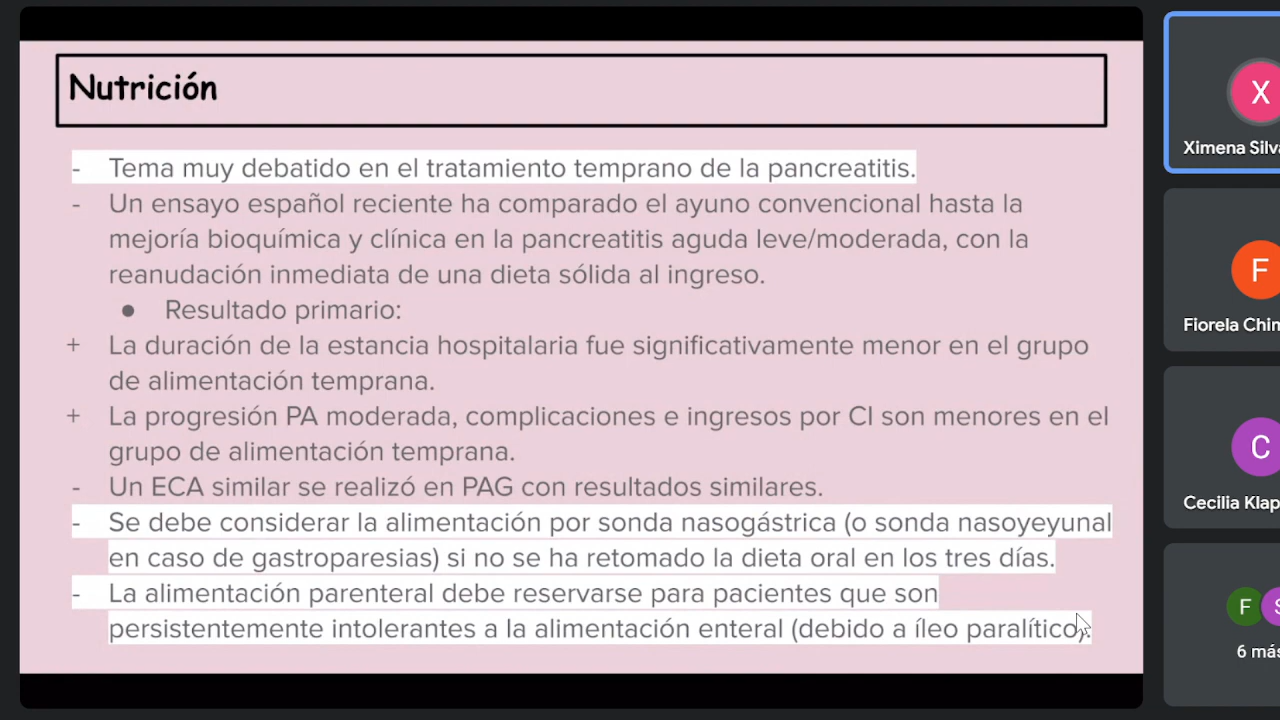 Nutrición
- Tema muy debatido en el tratamiento temprano de la pancreatitis.
- Un ensayo español reciente ha comparado el ayuno convencional hasta la
mejoría bioquímica y clínica en la pancreatitis aguda leve/moderada, con la
reanudación inmediata de una dieta sólida al ingreso.
● Resultado primario:
+ La duración de la estancia hospitalaria fue significativamente menor en el grupo
de alimentación temprana.
+ La progresión PA moderada, complicaciones e ingresos por CI son menores en el
grupo de alimentación temprana.
- Un ECA similar se realizó en PAG con resultados similares.
- Se debe considerar la alimentación por sonda nasogástrica (o sonda nasoyeyunal
en caso de gastroparesias) si no se ha retomado la dieta oral en los tres días.
- La alimentación parenteral debe reservarse para pacientes que son
persistentemente intolerantes a la alimentación enteral (debido a íleo paralítico).
X
Ximena Silv
F
Fiorela Chin
C
Cecilia Klap
F S
6 más